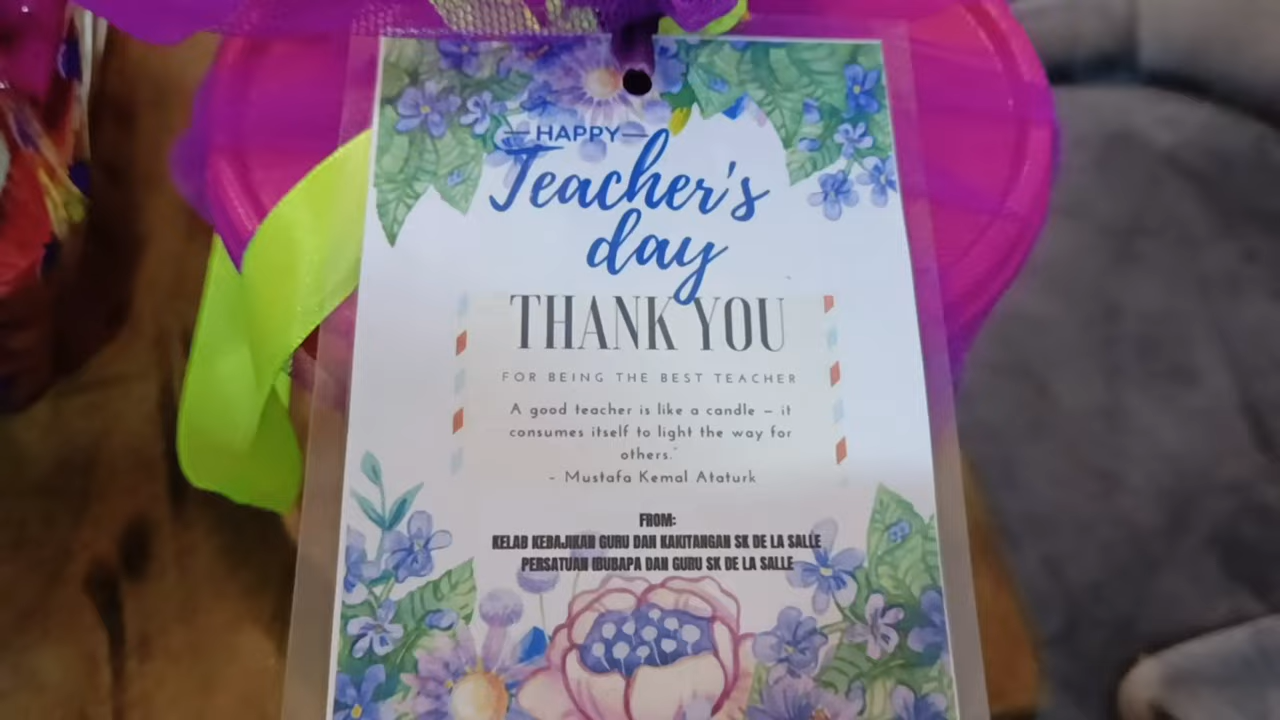 HAPPY
Teacher's
day
THANK YOU
FOR BEING THE BEST TEACHER
A good teacher is like a candle – it
consumes itself to light the way for
others."
- Mustafa Kemal Ataturk
FROM:
KELAB KEBAJIKAN GURU DAN KAKITANGAN SK DE LA SALLE
PERSATUAN IBUBAPA DAN GURU SK DE LA SALLE